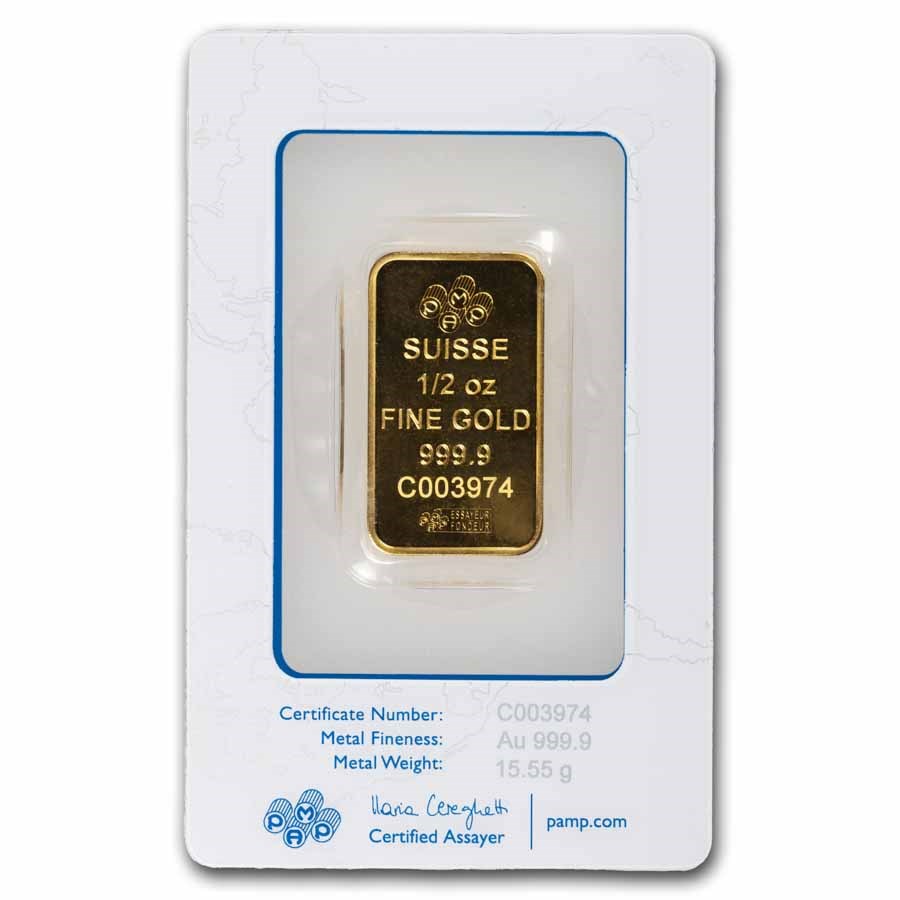 PAMP
SUISSE
1/2 oz
FINE GOLD
999.9
C003974
PAMP ESSAYEUR
FONDEUR
Certificate Number: C003974
Metal Fineness: Au 999.9
Metal Weight: 15.55 g
PAMP
Certified Assayer
pamp.com